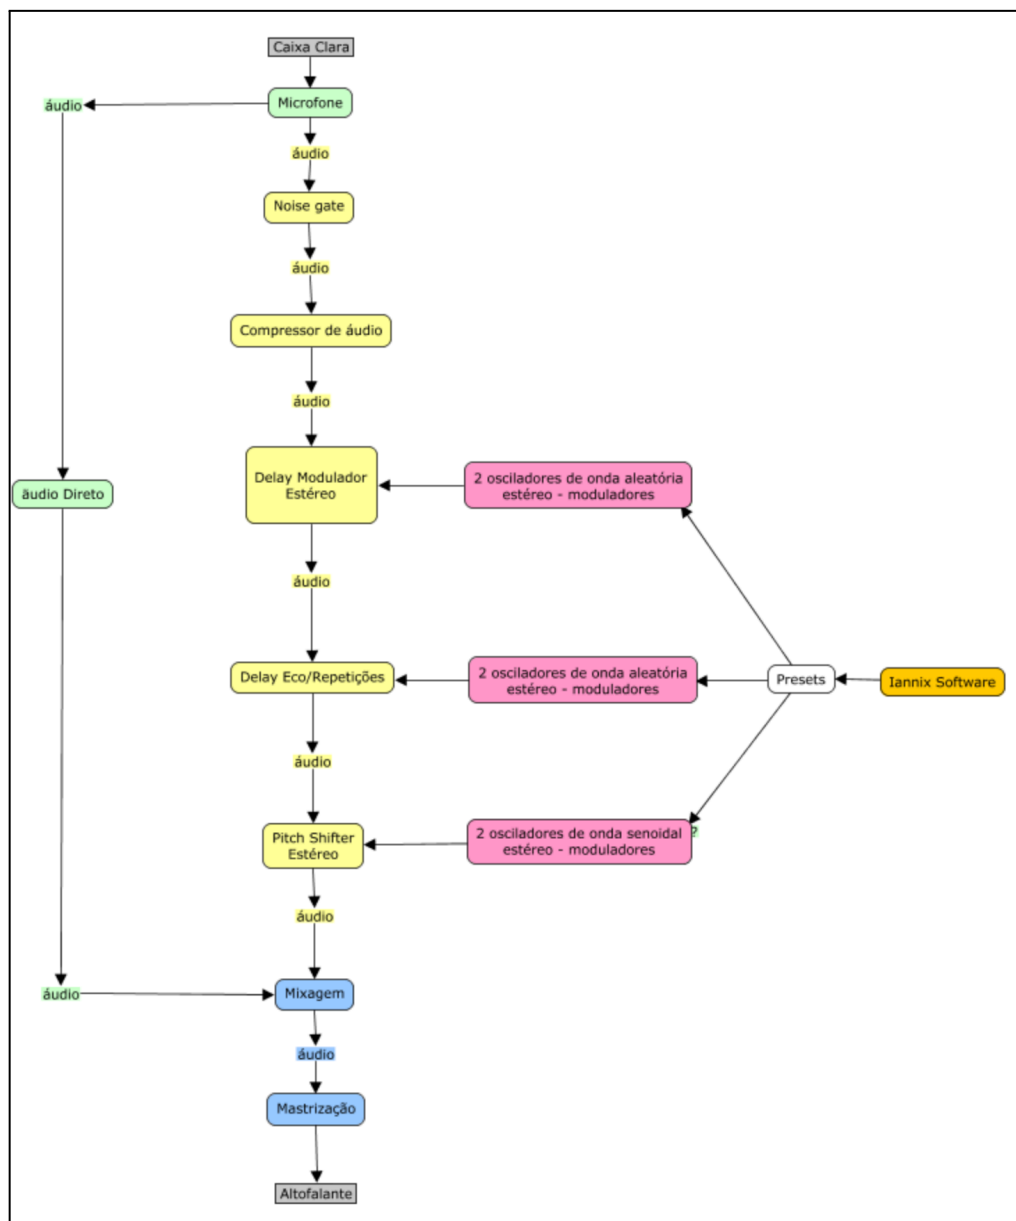 Caixa Clara
áudio
Microfone
áudio
Noise gate
áudio
Compressor de áudio
áudio
Delay Modulador
Estéreo
2 osciladores de onda aleatória
estéreo - moduladores
äudio Direto
áudio
Delay Eco/Repetições
2 osciladores de onda aleatória
estéreo - moduladores
Presets
Iannix Software
áudio
Pitch Shifter
Estéreo
2 osciladores de onda senoidal
estéreo - moduladores
?
áudio
áudio
Mixagem
áudio
Mastrização
Altofalante